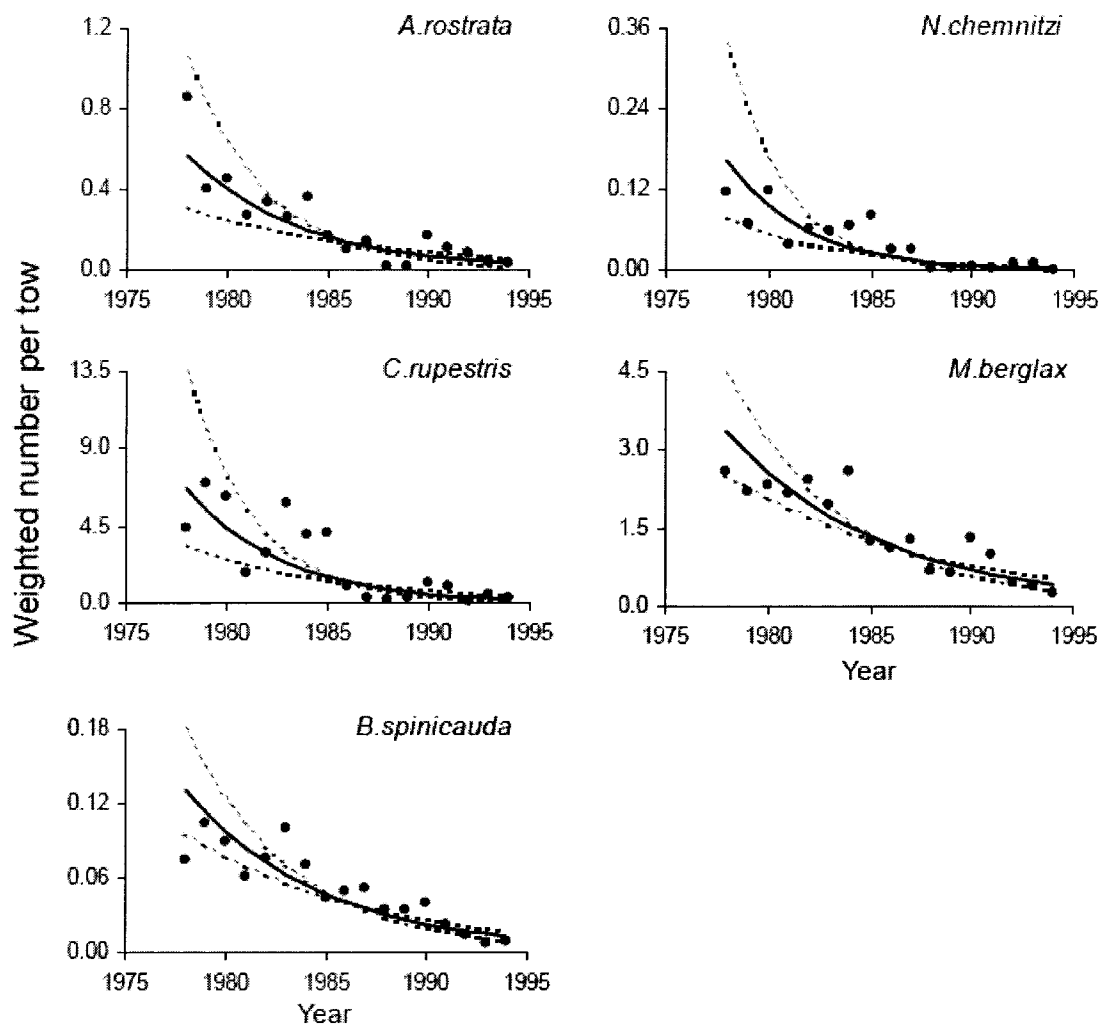 Weighted number per tow
A.rostrata
1.2
0.8
0.4
0.0
1975 1980 1985 1990 1995
N.chemnitzi
0.36
0.24
0.12
0.00
1975 1980 1985 1990 1995
C.rupestris
13.5
9.0
4.5
0.0
1975 1980 1985 1990 1995
M.berglax
4.5
3.0
1.5
0.0
1975 1980 1985 1990 1995
Year
B.spinicauda
0.18
0.12
0.06
0.00
1975 1980 1985 1990 1995
Year